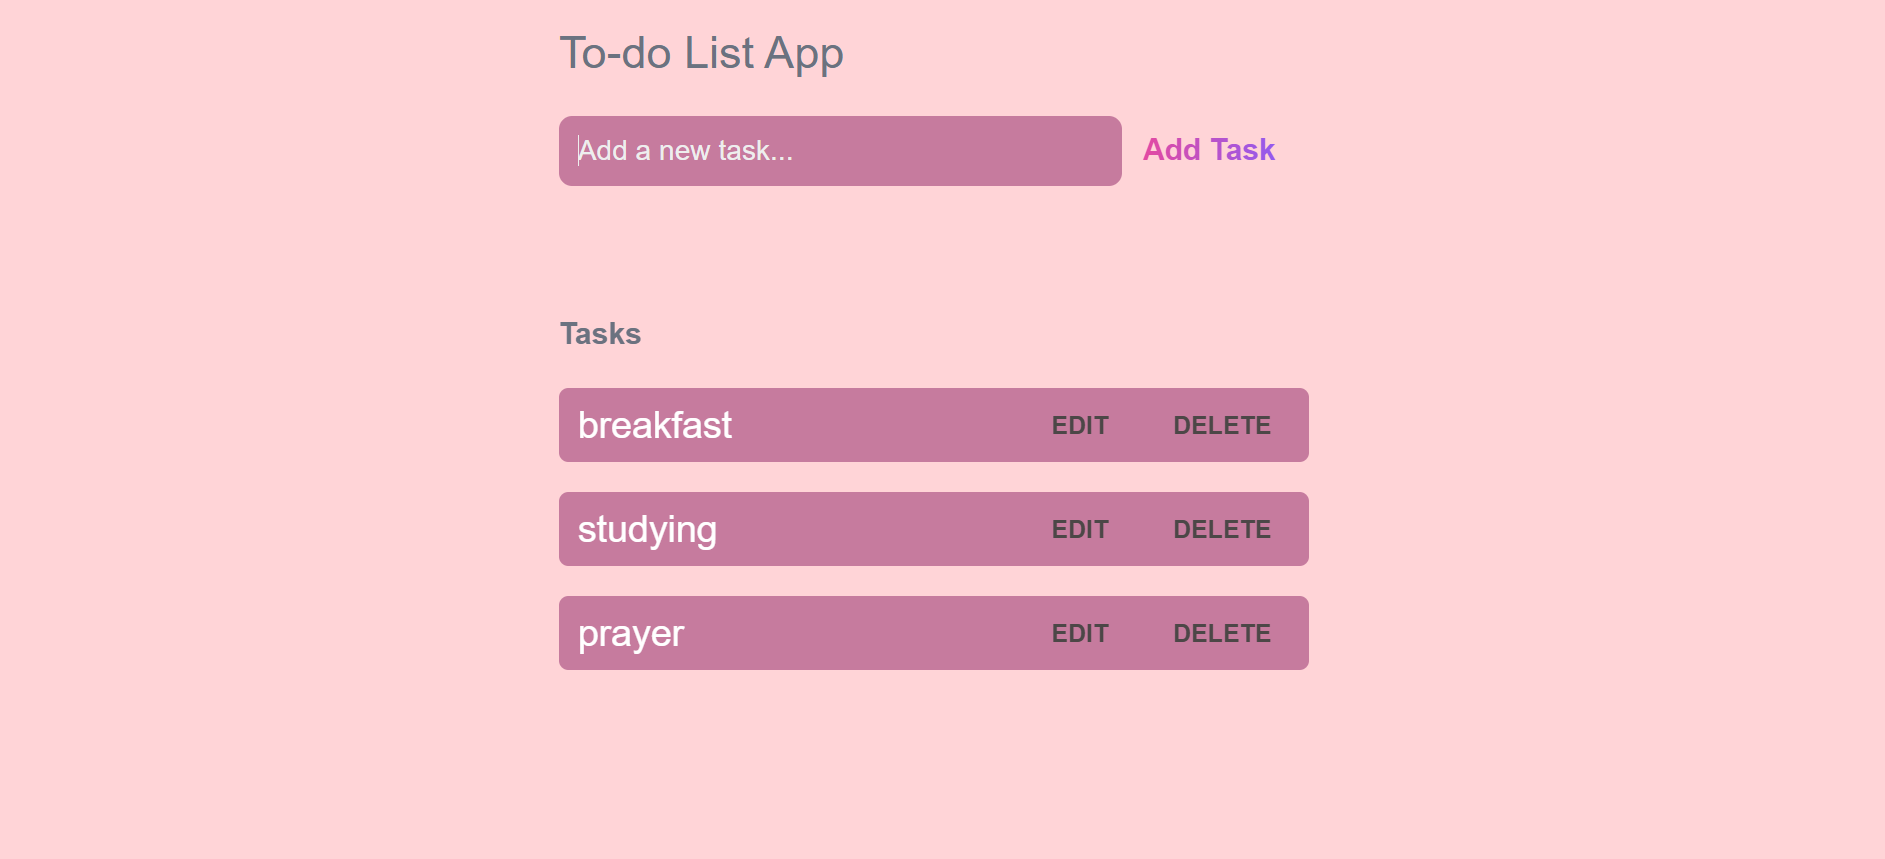 To-do List App
Add a new task...
Add Task
Tasks
breakfast EDIT DELETE
studying EDIT DELETE
prayer EDIT DELETE